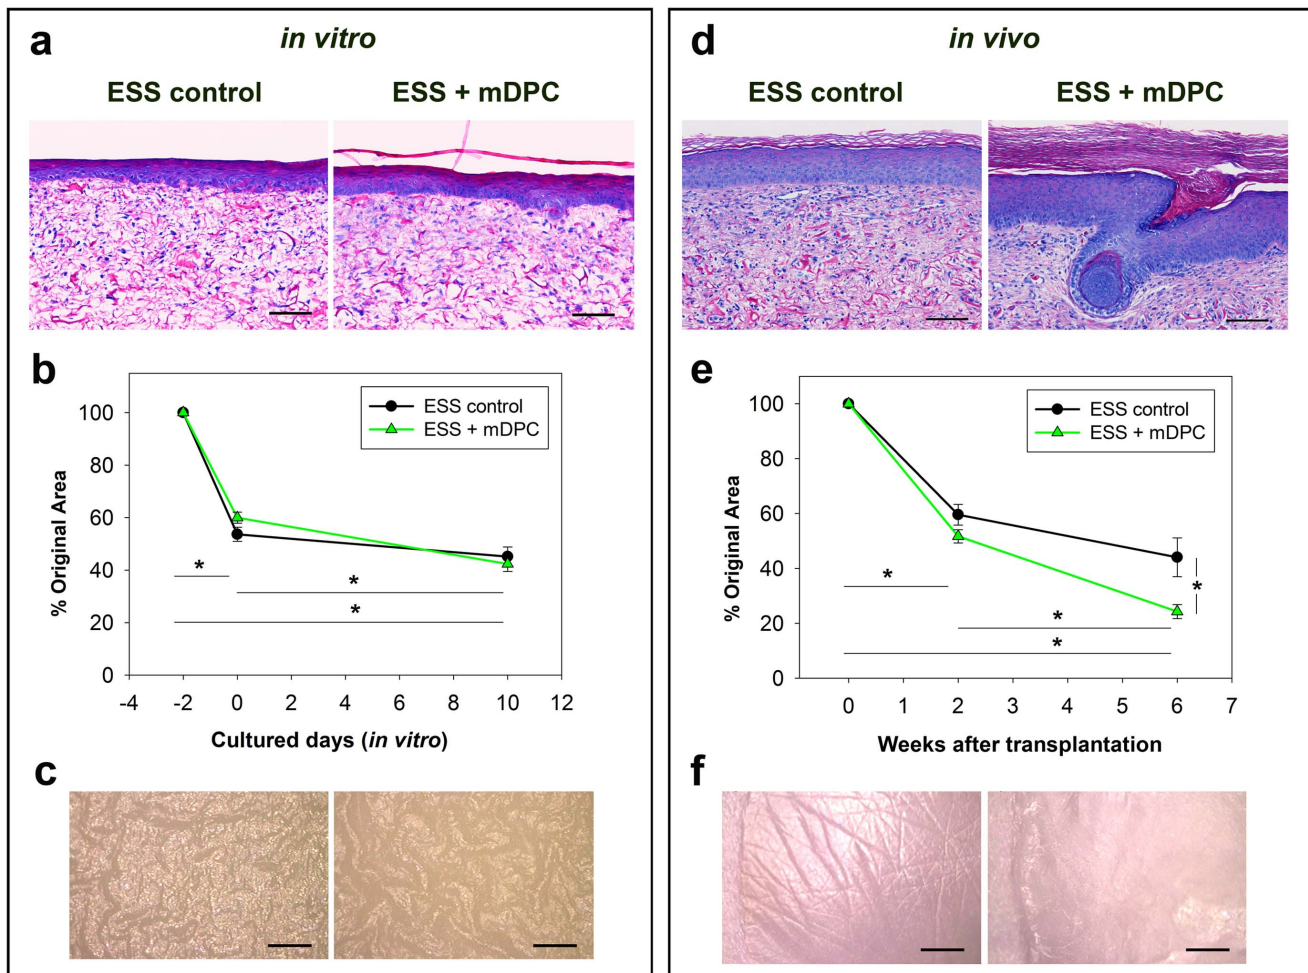 a
in vitro
ESS control
ESS + mDPC
b
ESS control
ESS + mDPC
% Original Area
100
80
60
40
20
0
*
*
*
-4 -2 0 2 4 6 8 10 12
Cultured days (in vitro)
c
d
in vivo
ESS control
ESS + mDPC
e
ESS control
ESS + mDPC
% Original Area
100
80
60
40
20
0
*
*
*
*
0 1 2 3 4 5 6 7
Weeks after transplantation
f